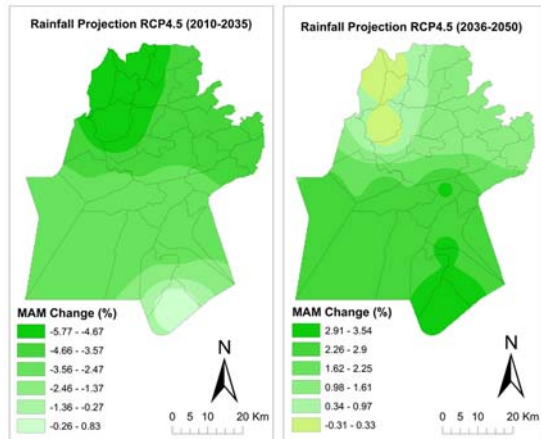 Rainfall Projection RCP4.5 (2010-2035)
MAM Change (%)
-5.77 - -4.67
-4.66 - -3.57
-3.56 - -2.47
-2.46 - -1.37
-1.36 - -0.27
-0.26 - 0.83
N
0 5 10 20 Km
Rainfall Projection RCP4.5 (2036-2050)
MAM Change (%)
2.91 - 3.54
2.26 - 2.9
1.62 - 2.25
0.98 - 1.61
0.34 - 0.97
-0.31 - 0.33
N
0 5 10 20 Km